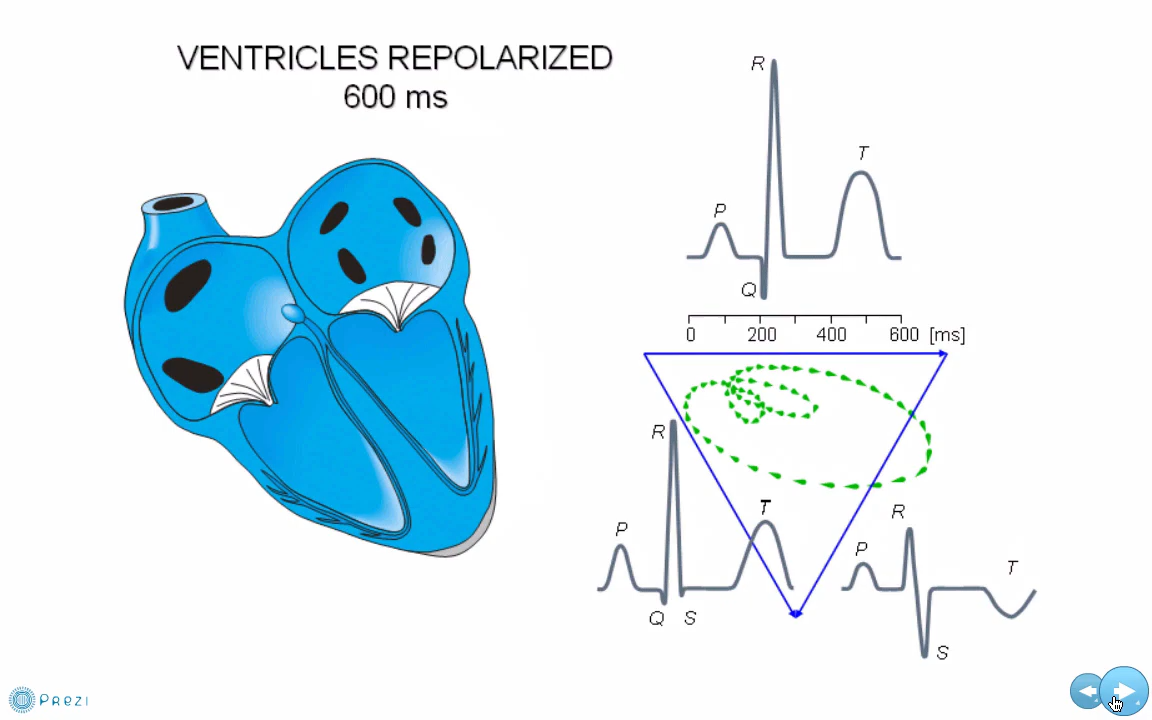 VENTRICLES REPOLARIZED
600 ms
R
T
P
Q
0 200 400 600 [ms]
R
T
P
Q S
R
P
T
S
Prezi